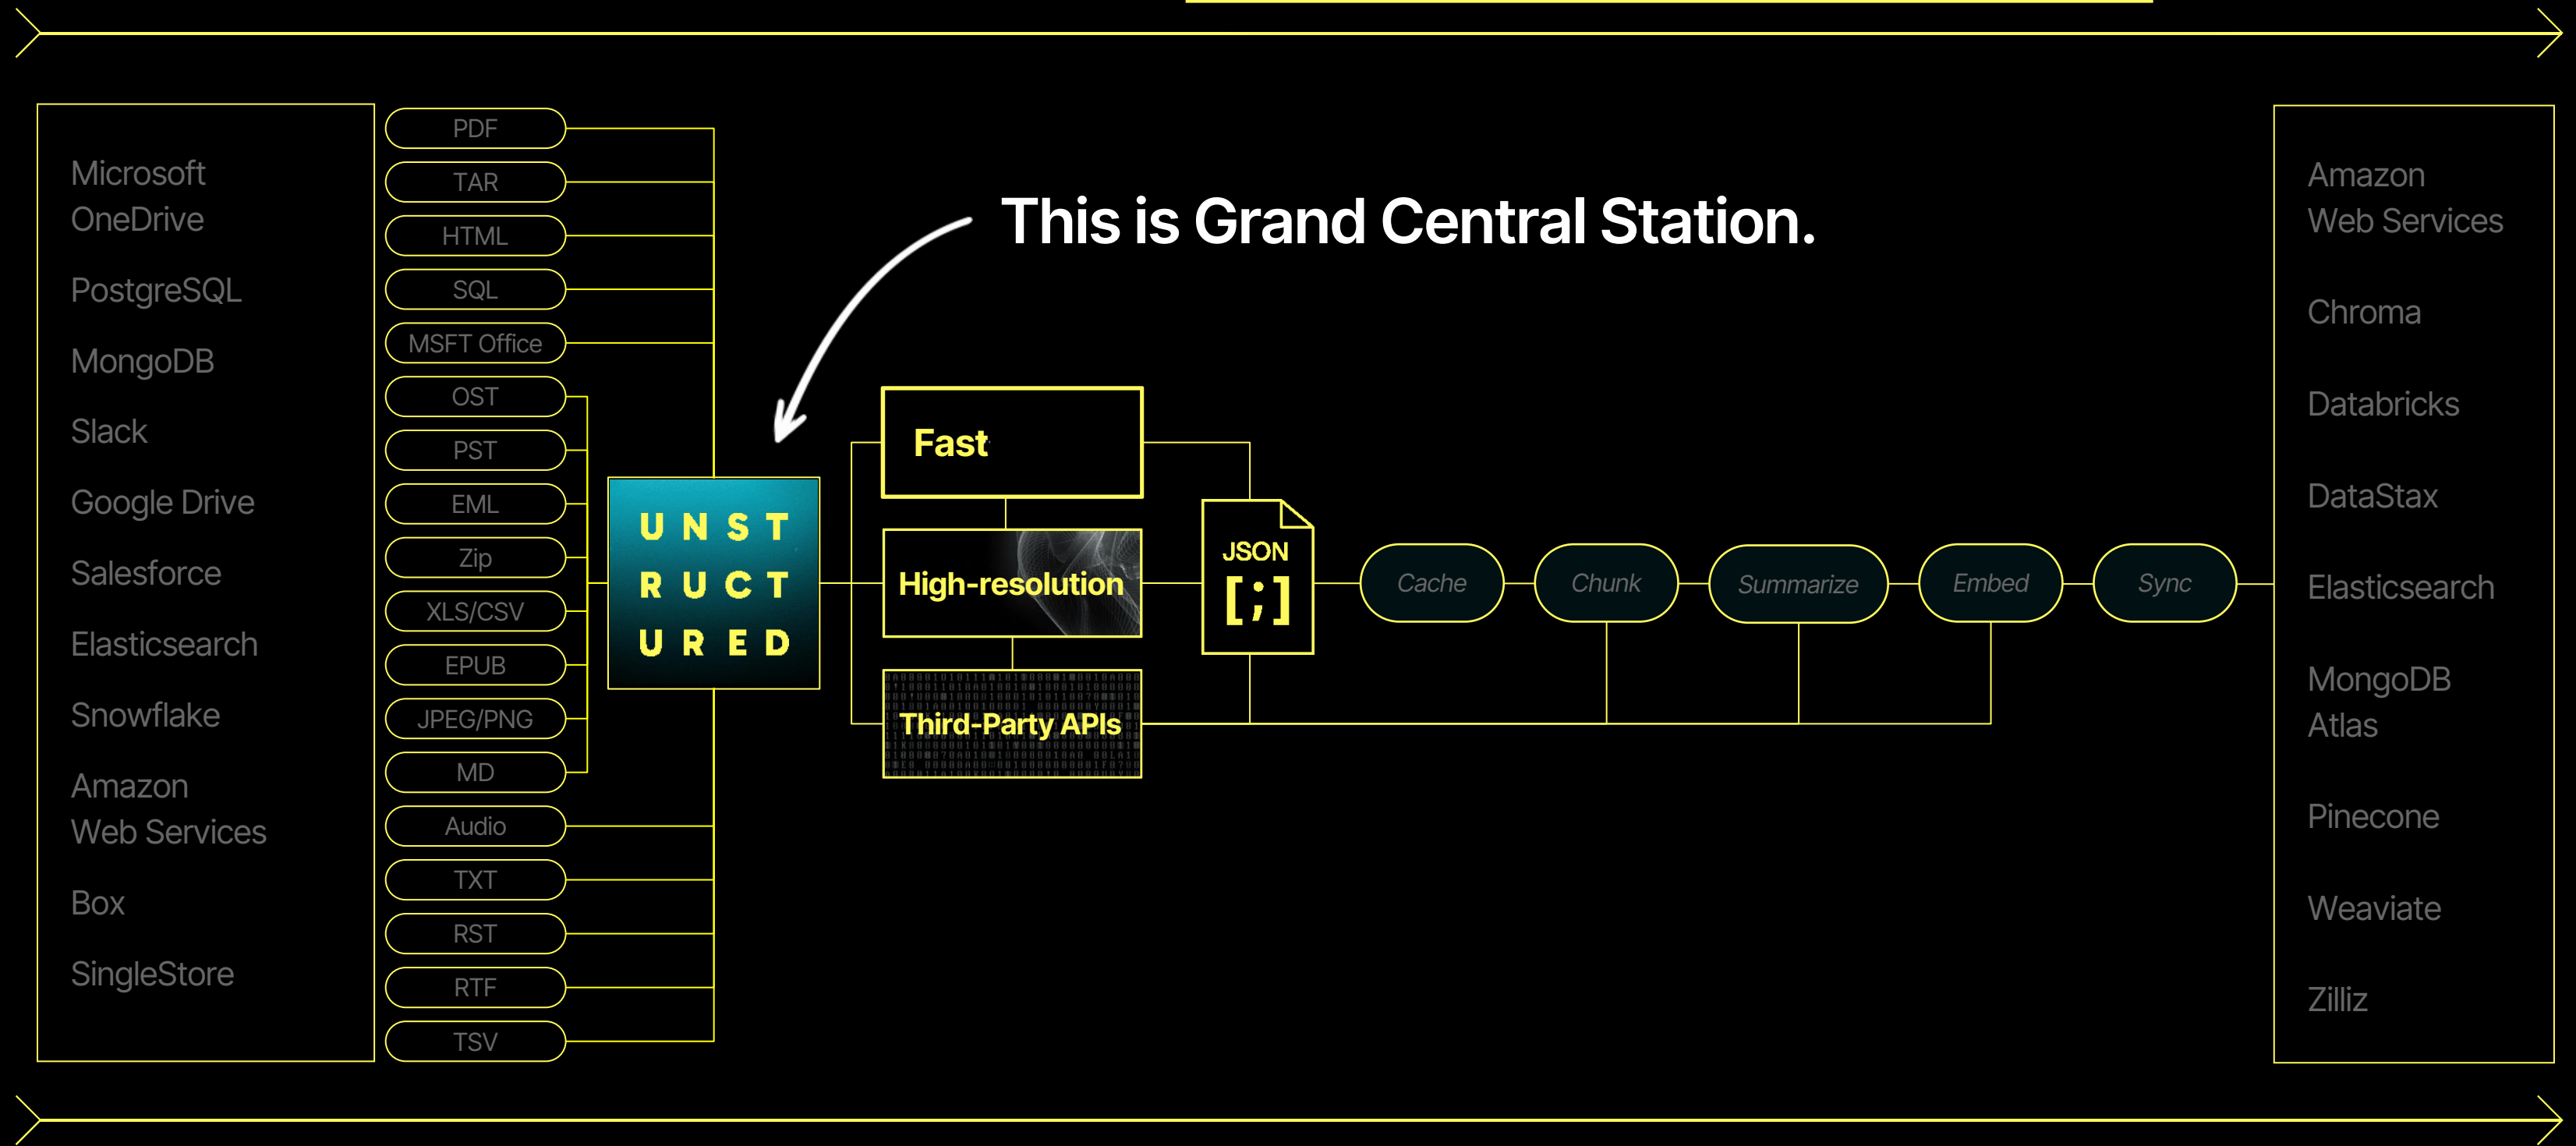 Microsoft
OneDrive
PostgreSQL
MongoDB
Slack
Google Drive
Salesforce
Elasticsearch
Snowflake
Amazon
Web Services
Box
SingleStore
PDF
TAR
HTML
SQL
MSFT Office
OST
PST
EML
Zip
XLS/CSV
EPUB
JPEG/PNG
MD
Audio
TXT
RST
RTF
TSV
This is Grand Central Station.
UNST
RUCT
URED
Fast
High-resolution
Third-Party APIs
JSON
[;]
Cache
Chunk
Summarize
Embed
Sync
Amazon
Web Services
Chroma
Databricks
DataStax
Elasticsearch
MongoDB
Atlas
Pinecone
Weaviate
Zilliz